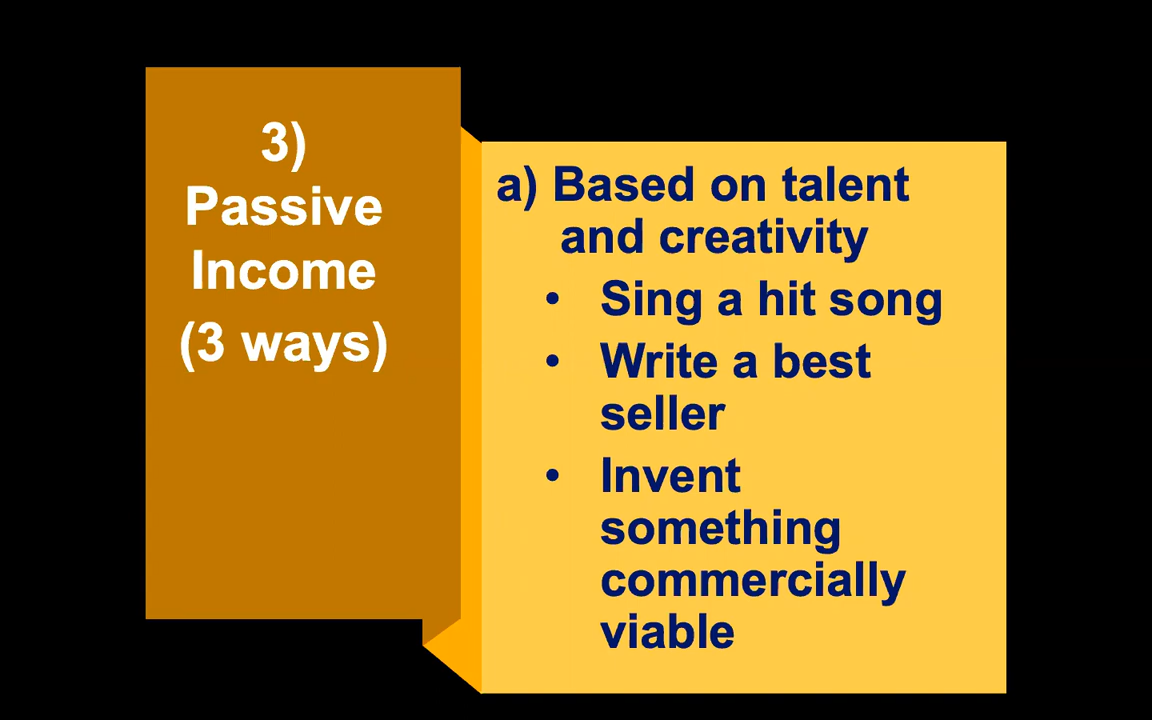 3)
Passive
Income
(3 ways)
a) Based on talent
and creativity
• Sing a hit song
• Write a best
seller
• Invent
something
commercially
viable